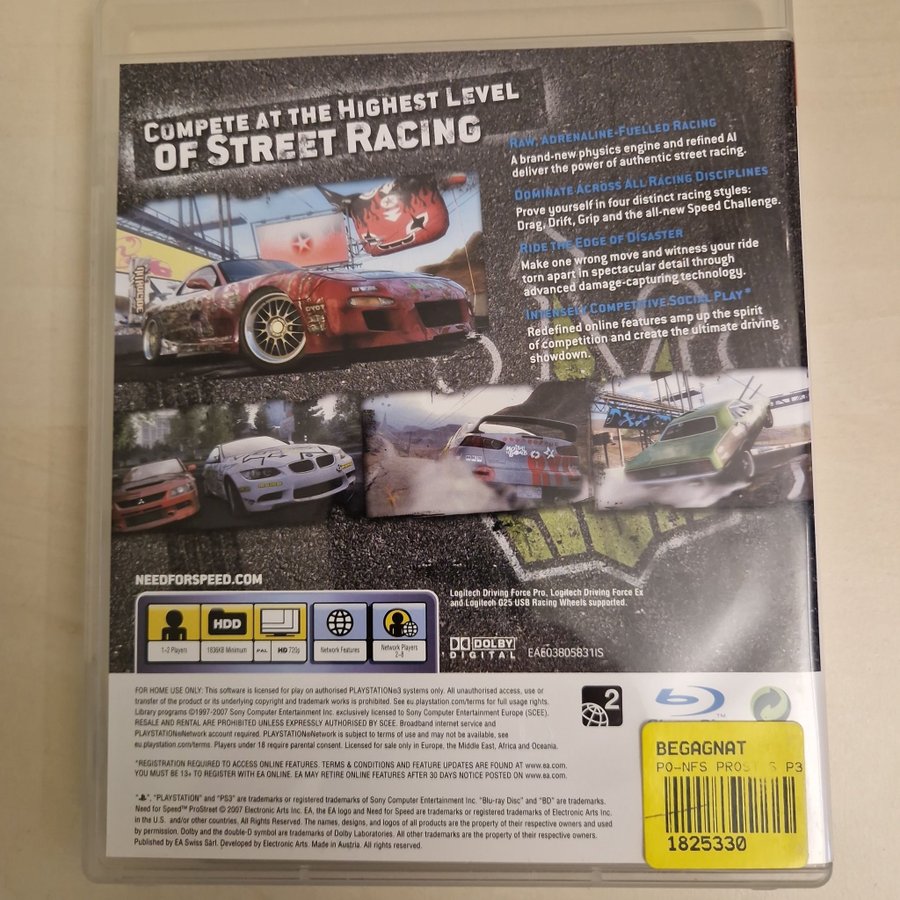 COMPETE AT THE HIGHEST LEVEL
OF STREET RACING
RAW, ADRENALINE-FUELLED RACING
A brand-new physics engine and refined AI
deliver the power of authentic street racing.
DOMINATE ACROSS ALL RACING DISCIPLINES
Prove yourself in four distinct racing styles:
Drag, Drift, Grip and the all-new Speed Challenge.
RIDE THE EDGE OF DISASTER
Make one wrong move and witness your ride
torn apart in spectacular detail through
advanced damage-capturing technology.
INTENSELY COMPETITIVE SOCIAL PLAY*
Redefined online features amp up the spirit
of competition and create the ultimate driving
showdown.
NEEDFORSPEED.COM
Logitech Driving Force Pro, Logitech Driving Force Ex
and Logitech G25 USB Racing Wheels supported.
HDD
1-2 Players
1636KB Minimum
PAL
HD 720p
Network Features
Network Players
2-8
DOLBY
DIGITAL
EAE03805831IS
FOR HOME USE ONLY: This software is licensed for play on authorised PLAYSTATION®3 systems only. All unauthorised access, use or
transfer of the product or its underlying copyright and trademark works is prohibited. See eu.playstation.com/terms for full usage rights.
Library programs ©1997-2007 Sony Computer Entertainment Inc. exclusively licensed to Sony Computer Entertainment Europe (SCEE).
RESALE AND RENTAL ARE PROHIBITED UNLESS EXPRESSLY AUTHORISED BY SCEE. Broadband internet service and
PLAYSTATION®Network account required. PLAYSTATION®Network is subject to terms of use and may not be available, see
eu.playstation.com/terms. Players under 18 require parental consent. Licensed for sale only in Europe, the Middle East, Africa and Oceania.
2
*REGISTRATION REQUIRED TO ACCESS ONLINE FEATURES. TERMS & CONDITIONS AND FEATURE UPDATES ARE FOUND AT www.ea.com.
YOU MUST BE 13+ TO REGISTER WITH EA ONLINE. EA MAY RETIRE ONLINE FEATURES AFTER 30 DAYS NOTICE POSTED ON www.ea.com.
"PLAYSTATION" and "PS3" are trademarks or registered trademarks of Sony Computer Entertainment Inc. "Blu-ray Disc" and "BD" are trademarks.
Need for Speed™ ProStreet © 2007 Electronic Arts Inc. EA, the EA logo and Need for Speed are trademarks or registered trademarks of Electronic Arts Inc.
in the U.S. and/or other countries. All Rights Reserved. The names, designs, and logos of all products are the property of their respective owners and used
by permission. Dolby and the double-D symbol are trademarks of Dolby Laboratories. All other trademarks are the property of their respective owners.
Published by EA Swiss Sàrl. Developed by Electronic Arts. Made in Austria. All rights reserved.
BEGAGNAT
PO-NFS PROST S P3
1825330